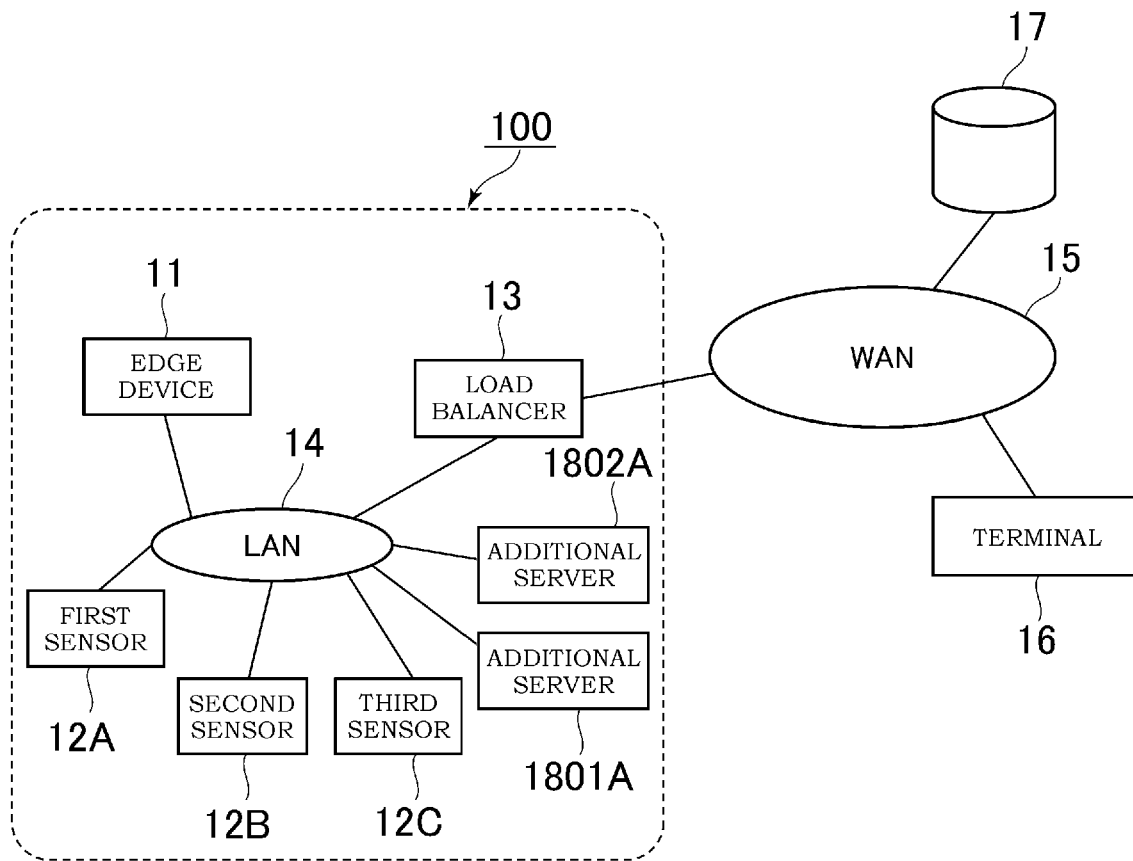 17
100
15
11
13
EDGE
DEVICE
LOAD
BALANCER
WAN
14
1802A
LAN
ADDITIONAL
SERVER
TERMINAL
FIRST
SENSOR
16
ADDITIONAL
SERVER
12A
SECOND
SENSOR
THIRD
SENSOR
1801A
12B
12C